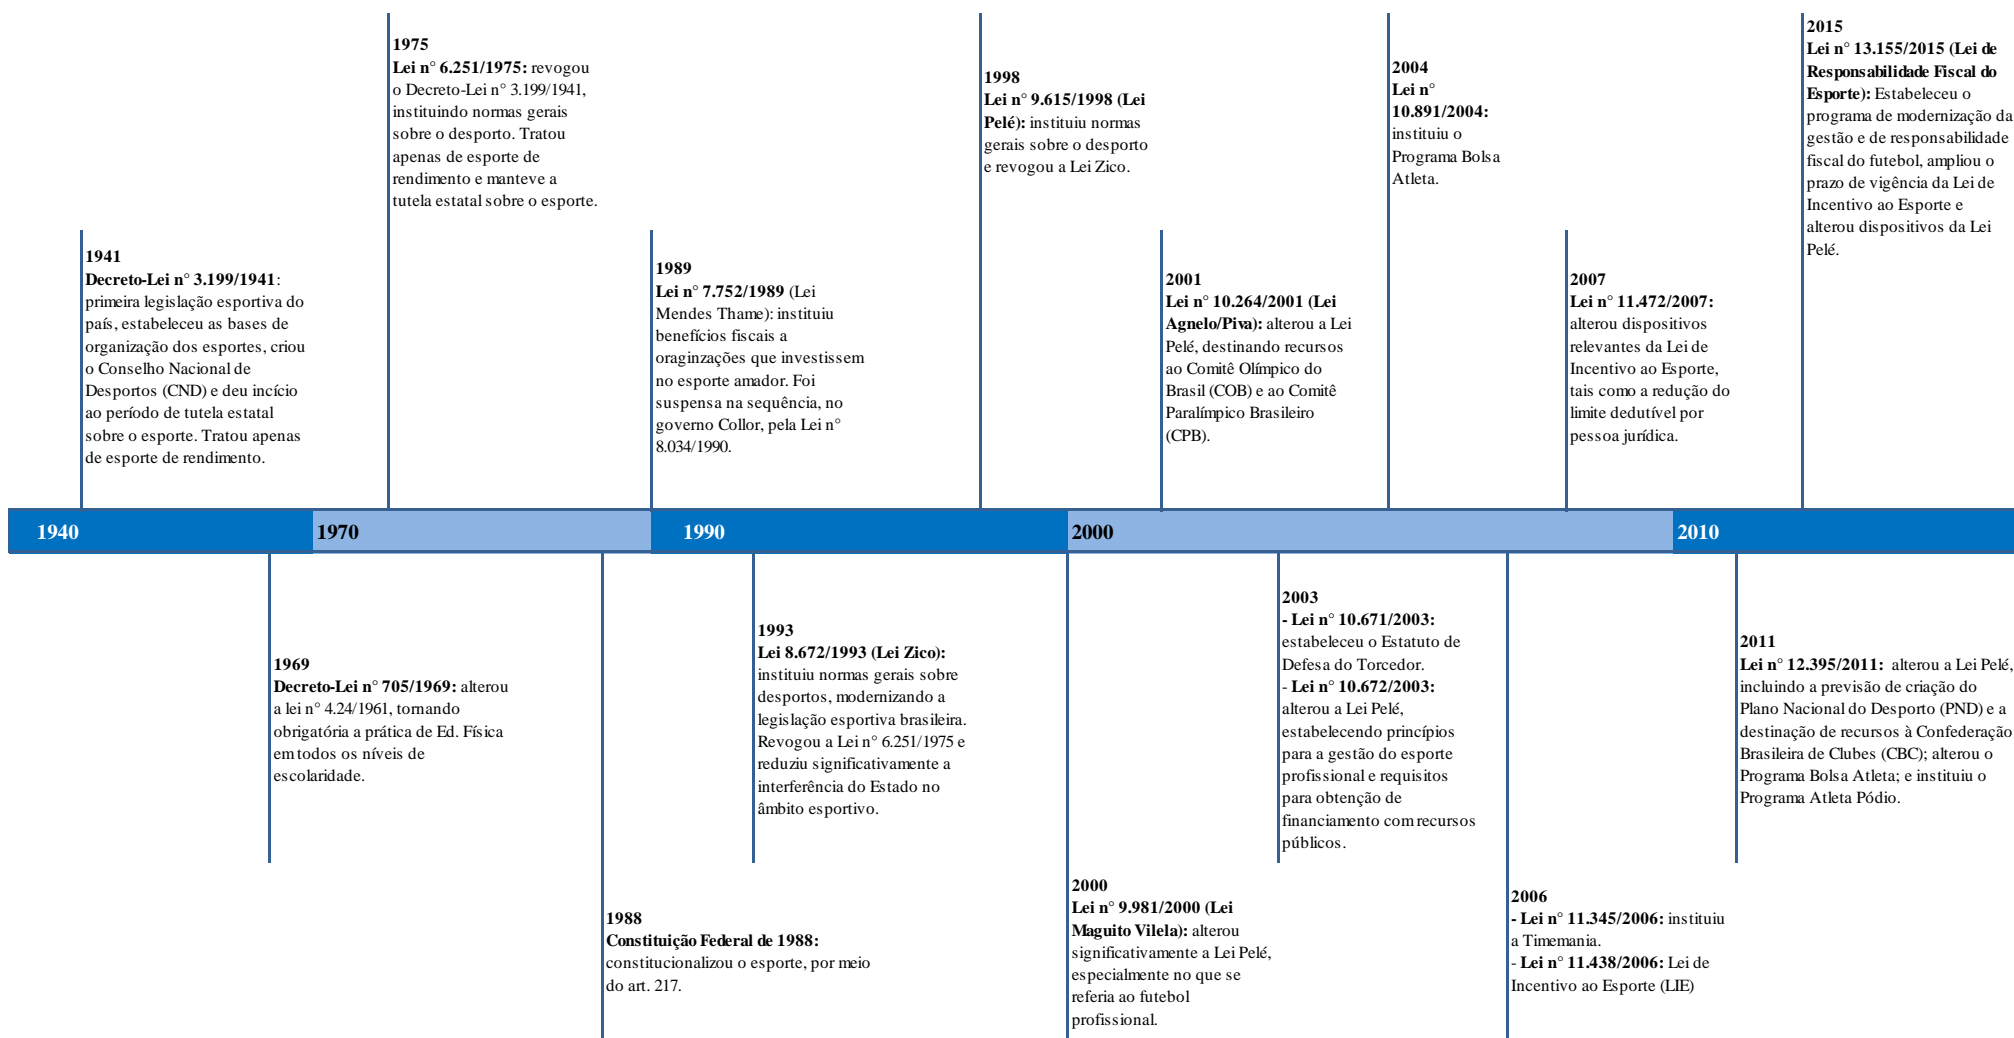 1975
Lei n° 6.251/1975: revogou
o Decreto-Lei n° 3.199/1941,
instituindo normas gerais
sobre o desporto. Tratou
apenas de esporte de
rendimento e manteve a
tutela estatal sobre o esporte.
1998
Lei n° 9.615/1998 (Lei
Pelé): instituiu normas
gerais sobre o desporto
e revogou a Lei Zico.
2004
Lei n°
10.891/2004:
instituiu o
Programa Bolsa
Atleta.
2015
Lei n° 13.155/2015 (Lei de
Responsabilidade Fiscal do
Esporte): Estabeleceu o
programa de modernização da
gestão e de responsabilidade
fiscal do futebol, ampliou o
prazo de vigência da Lei de
Incentivo ao Esporte e
alterou dispositivos da Lei
Pelé.
1941
Decreto-Lei n° 3.199/1941:
primeira legislação esportiva do
país, estabeleceu as bases de
organização dos esportes, criou
o Conselho Nacional de
Desportos (CND) e deu incício
ao período de tutela estatal
sobre o esporte. Tratou apenas
de esporte de rendimento.
1989
Lei n° 7.752/1989 (Lei
Mendes Thame): instituiu
benefícios fiscais a
oraginzações que investissem
no esporte amador. Foi
suspensa na sequência, no
governo Collor, pela Lei n°
8.034/1990.
2001
Lei n° 10.264/2001 (Lei
Agnelo/Piva): alterou a Lei
Pelé, destinando recursos
ao Comitê Olímpico do
Brasil (COB) e ao Comitê
Paralímpico Brasileiro
(CPB).
2007
Lei n° 11.472/2007:
alterou dispositivos
relevantes da Lei de
Incentivo ao Esporte,
tais como a redução do
limite dedutível por
pessoa jurídica.
1940
1970
1990
2000
2010
1969
Decreto-Lei n° 705/1969: alterou
a lei n° 4.24/1961, tornando
obrigatória a prática de Ed. Física
em todos os níveis de
escolaridade.
1993
Lei 8.672/1993 (Lei Zico):
instituiu normas gerais sobre
desportos, modernizando a
legislação esportiva brasileira.
Revogou a Lei n° 6.251/1975 e
reduziu significativamente a
interferência do Estado no
âmbito esportivo.
2003
- Lei n° 10.671/2003:
estabeleceu o Estatuto de
Defesa do Torcedor.
- Lei n° 10.672/2003:
alterou a Lei Pelé,
estabelecendo princípios
para a gestão do esporte
profissional e requisitos
para obtenção de
financiamento com recursos
públicos.
2011
Lei n° 12.395/2011: alterou a Lei Pelé,
incluindo a previsão de criação do
Plano Nacional do Desporto (PND) e a
destinação de recursos à Confederação
Brasileira de Clubes (CBC); alterou o
Programa Bolsa Atleta; e instituiu o
Programa Atleta Pódio.
1988
Constituição Federal de 1988:
constitucionalizou o esporte, por meio
do art. 217.
2000
Lei n° 9.981/2000 (Lei
Maguito Vilela): alterou
significativamente a Lei Pelé,
especialmente no que se
referia ao futebol
profissional.
2006
- Lei n° 11.345/2006: instituiu
a Timemania.
- Lei n° 11.438/2006: Lei de
Incentivo ao Esporte (LIE)